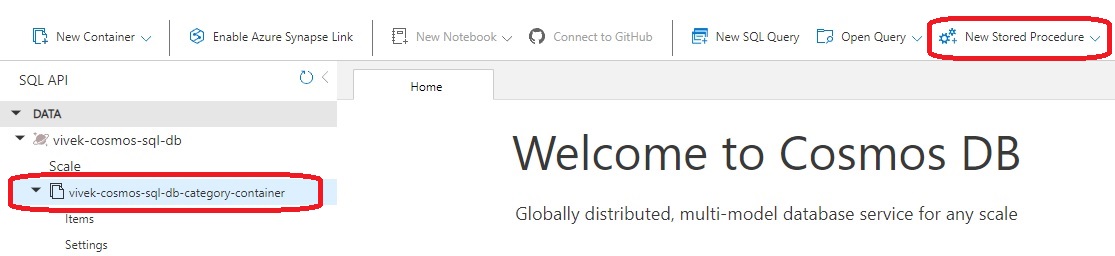 New Container Enable Azure Synapse Link New Notebook Connect to GitHub New SQL Query Open Query New Stored Procedure
SQL API
Home
DATA
vivek-cosmos-sql-db
Scale
vivek-cosmos-sql-db-category-container
Items
Settings
Welcome to Cosmos DB
Globally distributed, multi-model database service for any scale